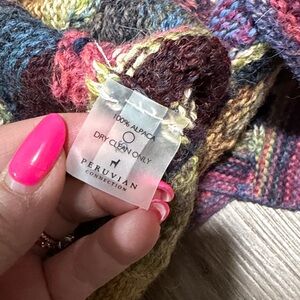 100% ALPACA
DRY CLEAN ONLY
PERUVIAN
CONNECTION